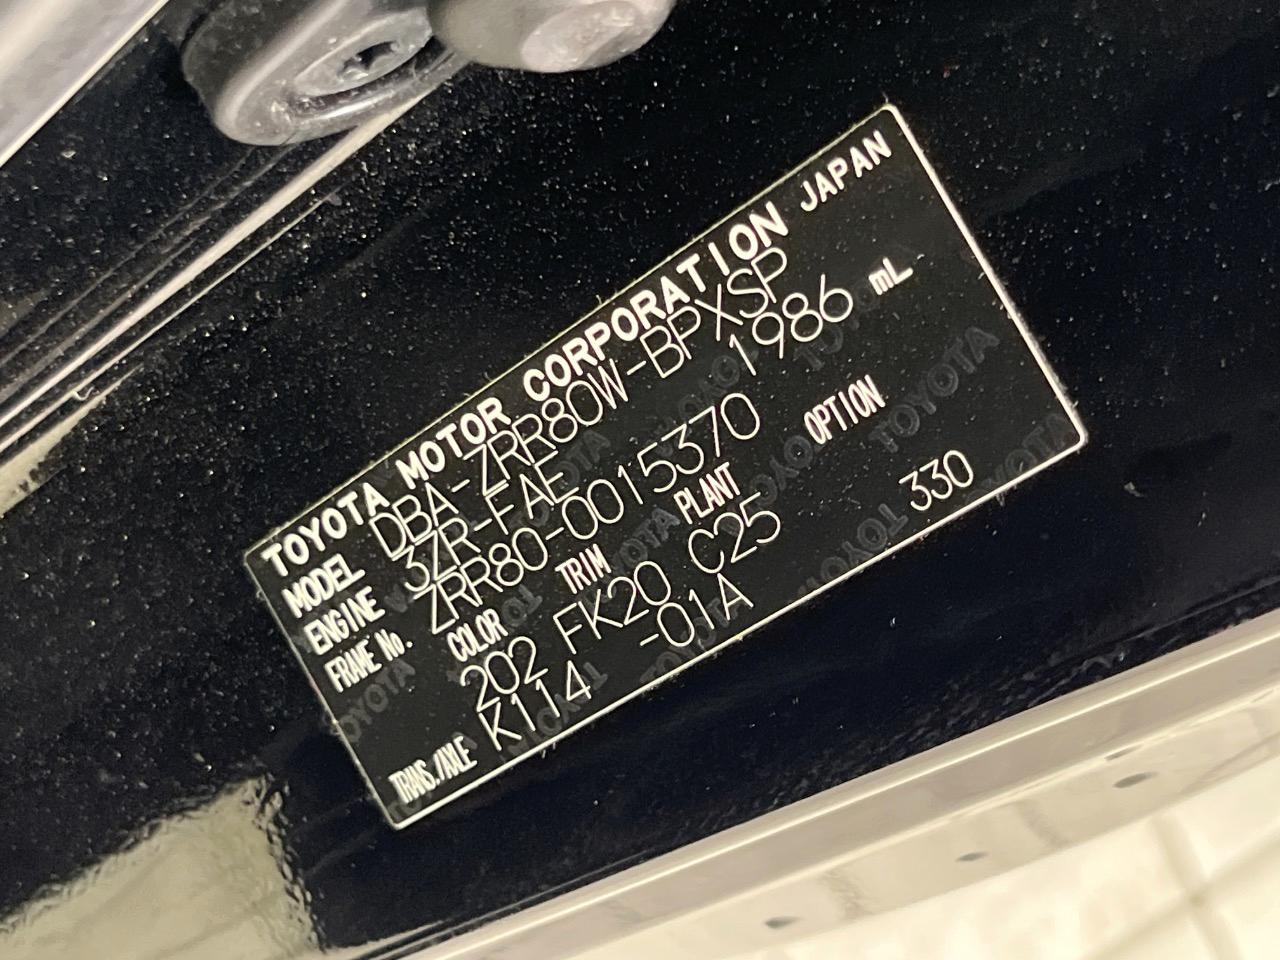 TOYOTA MOTOR CORPORATION JAPAN
MODEL DBA-ZRR80W-BPXSP
ENGINE 3ZR-FAE 1986 mL
FRAME No. ZRR80-0015370
COLOR TRIM PLANT OPTION
202 FK20 C25 330
TRANS./AXLE K114 -01A